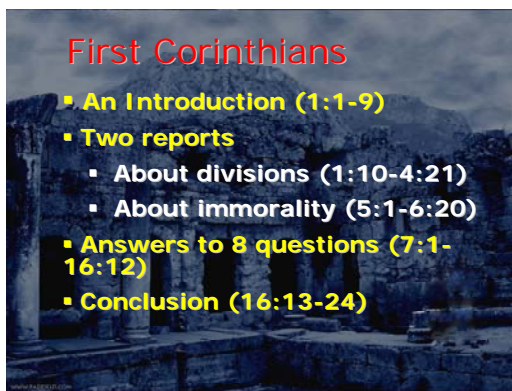 First Corinthians
▪ An Introduction (1:1-9)
▪ Two reports
▪ About divisions (1:10-4:21)
▪ About immorality (5:1-6:20)
▪ Answers to 8 questions (7:1-
16:12)
▪ Conclusion (16:13-24)